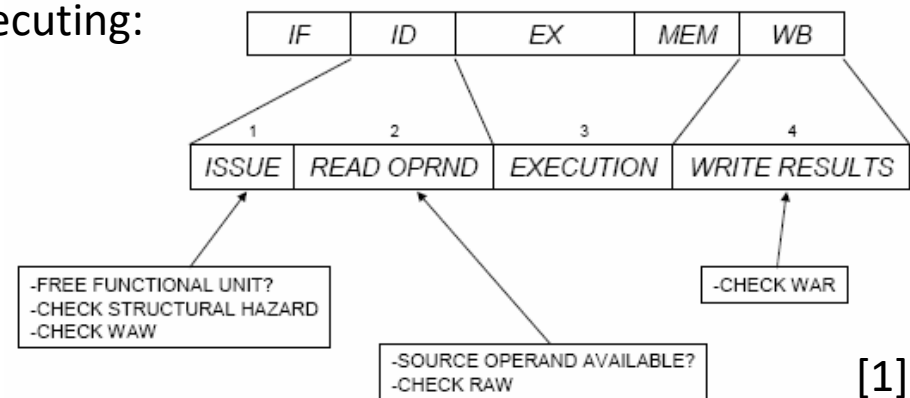 ecuting:
IF ID EX MEM WB
1 2 3 4
ISSUE READ OPRND EXECUTION WRITE RESULTS
-FREE FUNCTIONAL UNIT?
-CHECK STRUCTURAL HAZARD
-CHECK WAW
-CHECK WAR
-SOURCE OPERAND AVAILABLE?
-CHECK RAW
[1]